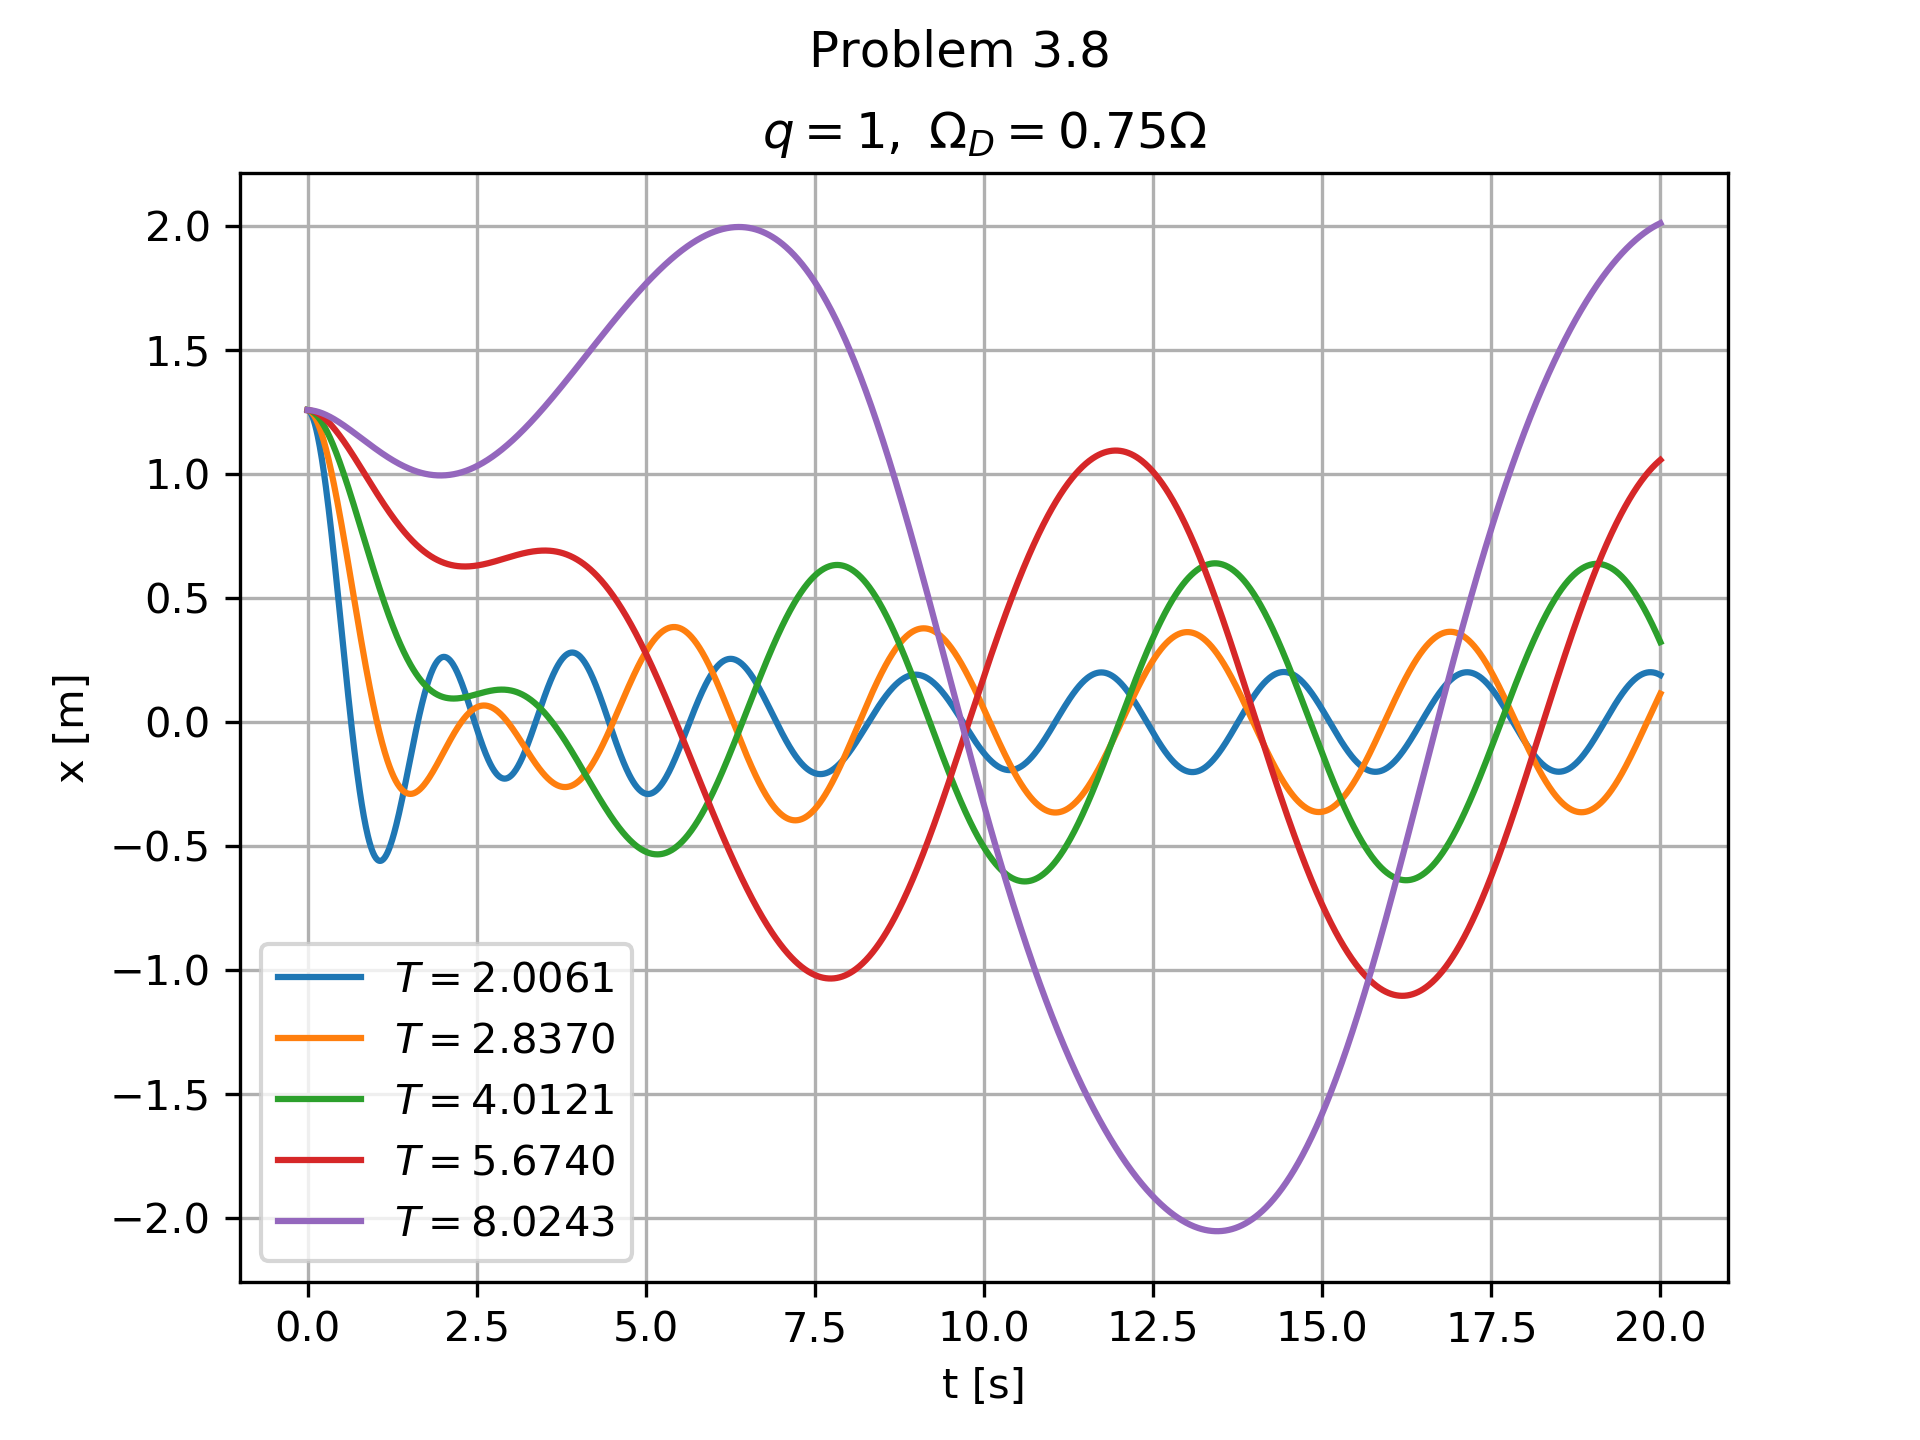 Problem 3.8
q = 1, Ω_D = 0.75Ω
2.0
1.5
1.0
0.5
0.0
−0.5
−1.0
−1.5
−2.0
x [m]
T = 2.0061
T = 2.8370
T = 4.0121
T = 5.6740
T = 8.0243
0.0 2.5 5.0 7.5 10.0 12.5 15.0 17.5 20.0
t [s]